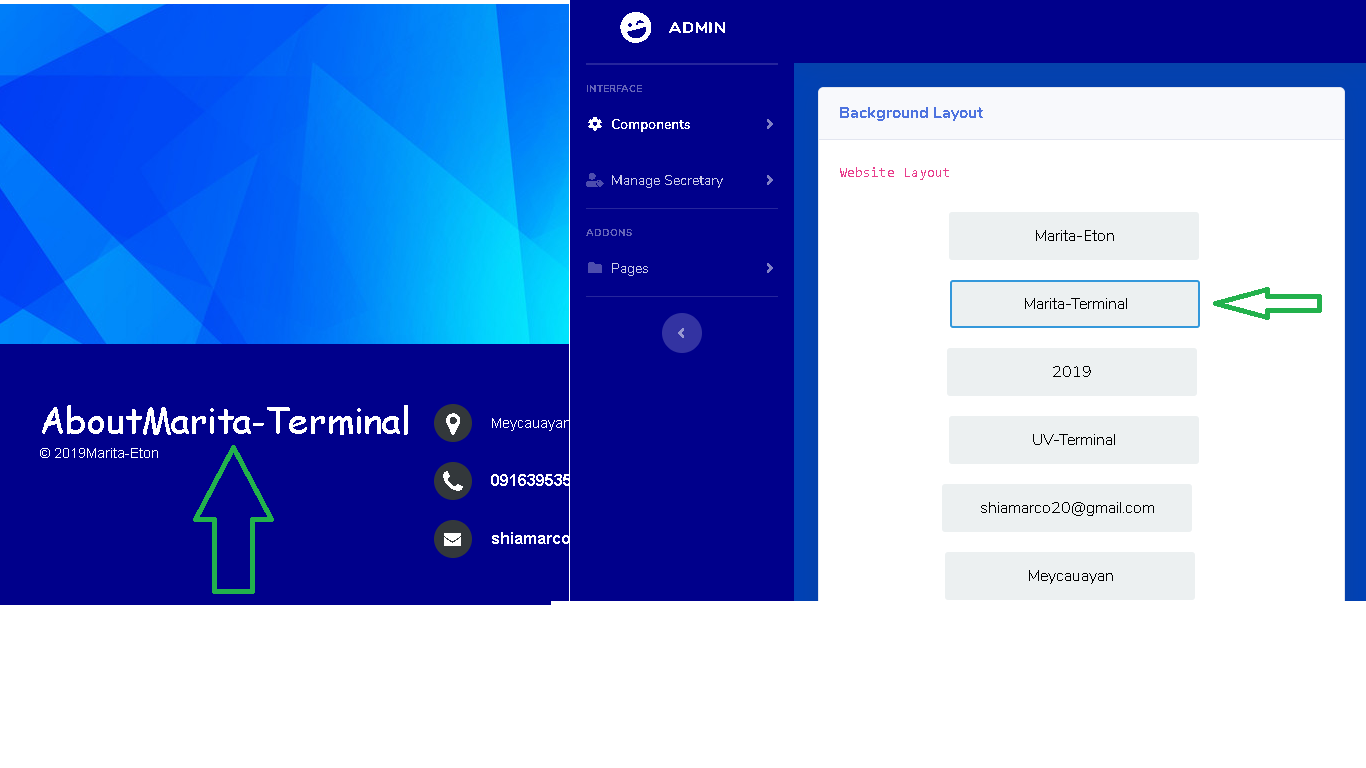 AboutMarita-Terminal
© 2019Marita-Eton
Meycauayan
091639535
shiamarco
ADMIN
INTERFACE
Components
Manage Secretary
ADDONS
Pages
Background Layout
Website Layout
Marita-Eton
Marita-Terminal
2019
UV-Terminal
shiamarco20@gmail.com
Meycauayan